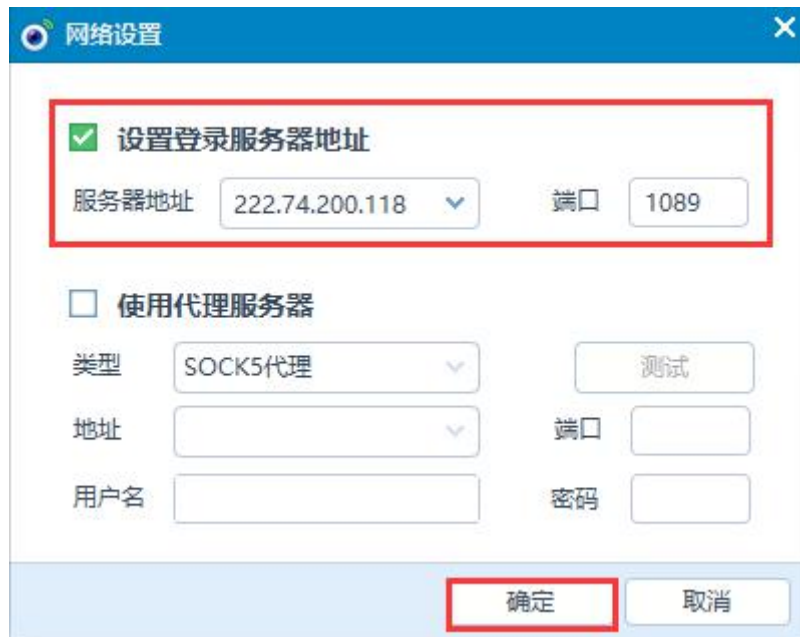 网络设置
设置登录服务器地址
服务器地址 222.74.200.118 端口 1089
使用代理服务器
类型 SOCK5代理 测试
地址 端口
用户名 密码
确定 取消